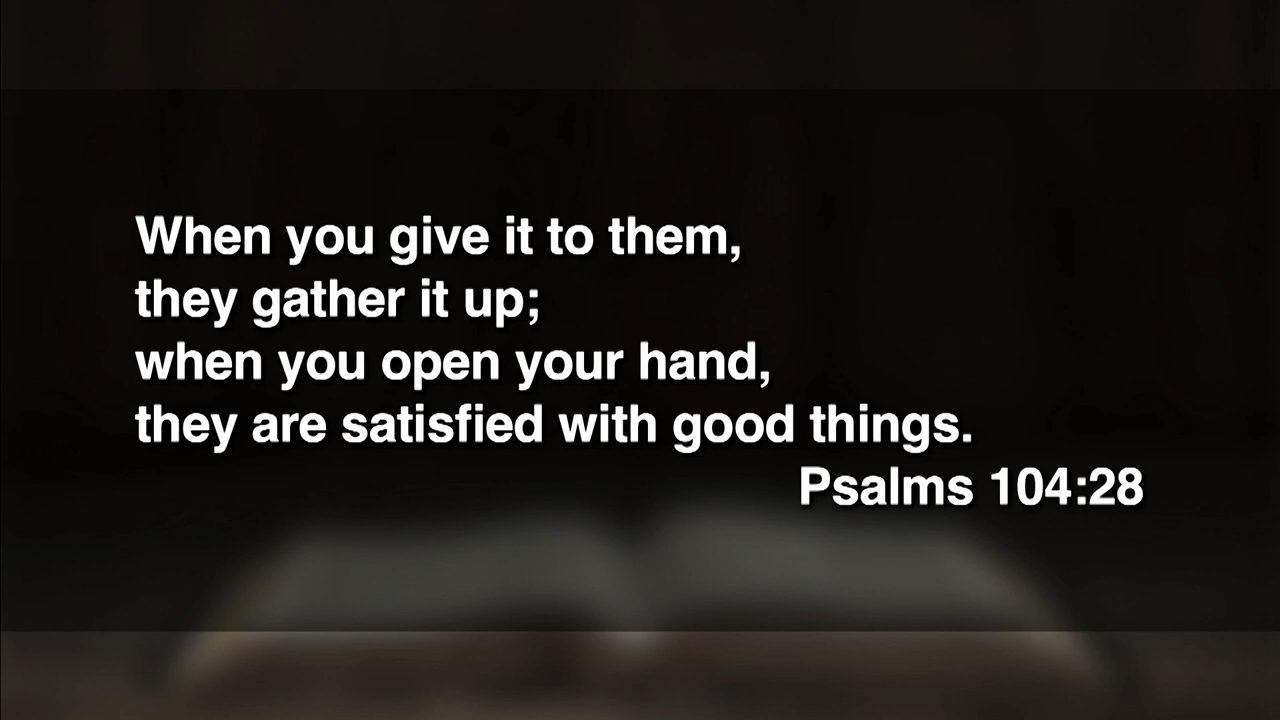 When you give it to them,
they gather it up;
when you open your hand,
they are satisfied with good things.
Psalms 104:28